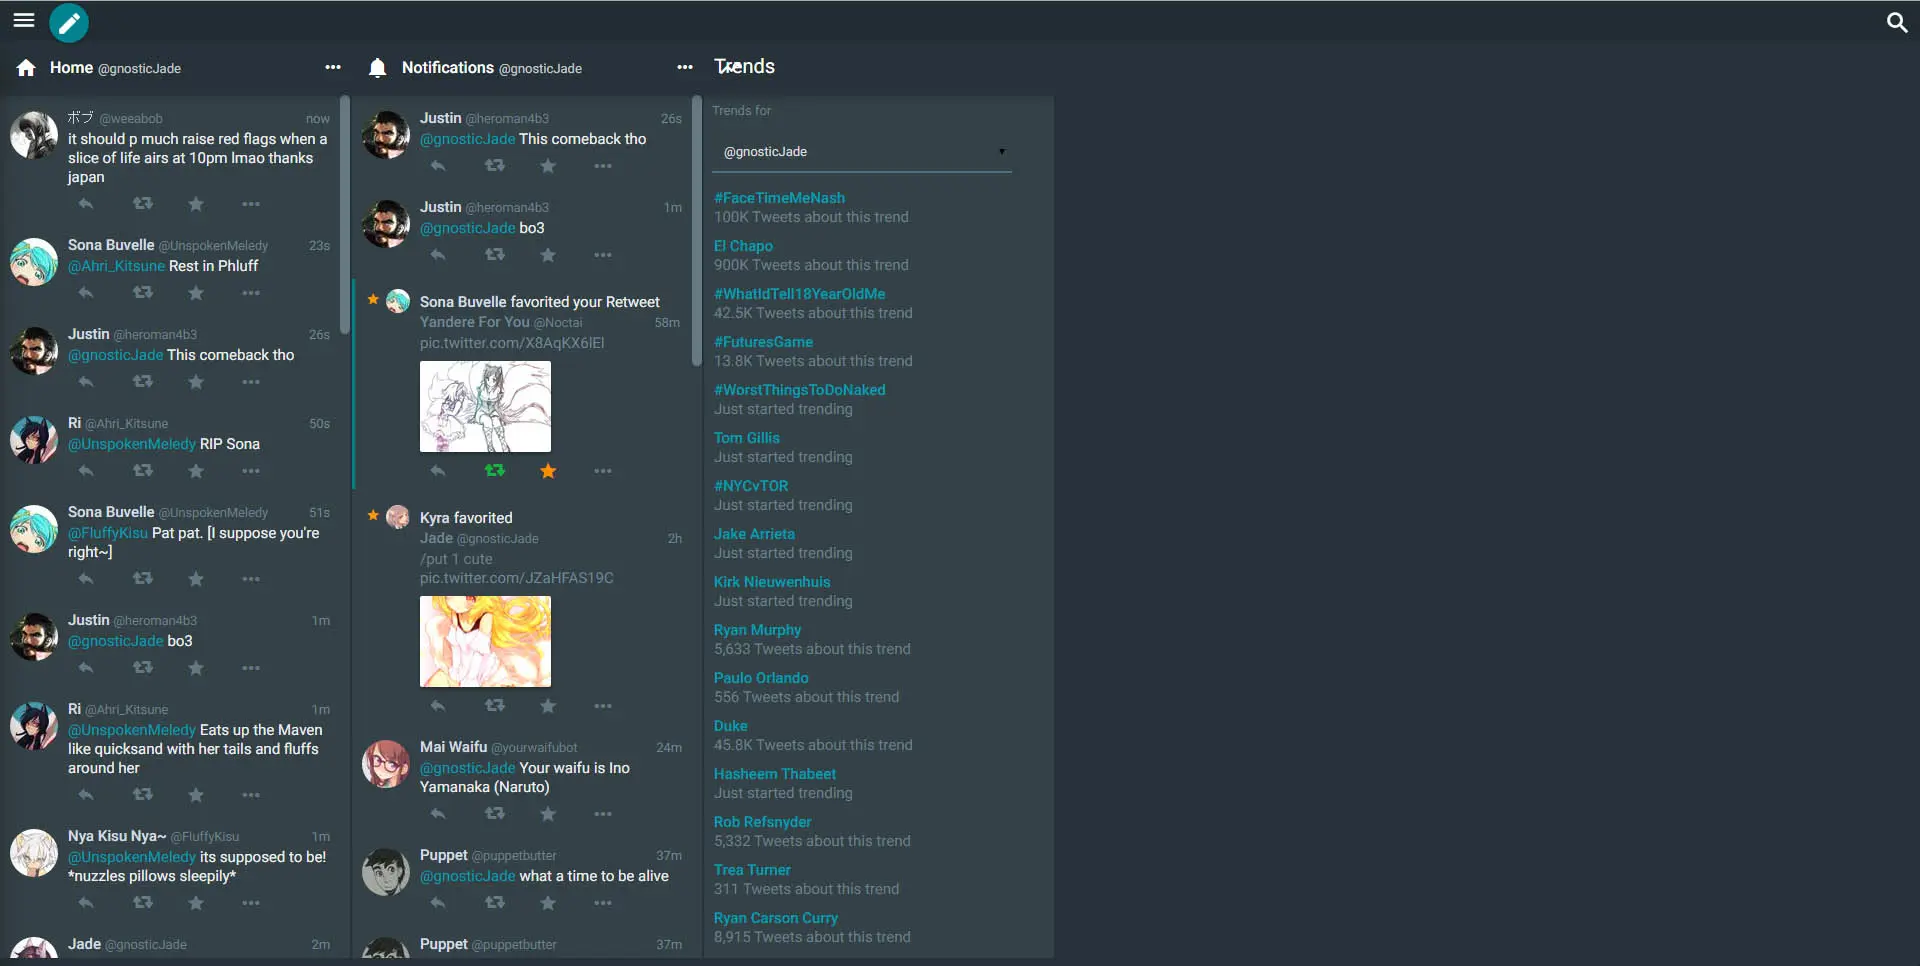 Home @gnosticJade
ボブ @weeabob now
it should p much raise red flags when a
slice of life airs at 10pm lmao thanks
japan
Sona Buvelle @UnspokenMeledy 23s
@Ahri_Kitsune Rest in Phluff
Justin @heroman4b3 26s
@gnosticJade This comeback tho
Ri @Ahri_Kitsune 50s
@UnspokenMeledy RIP Sona
Sona Buvelle @UnspokenMeledy 51s
@FluffyKisu Pat pat. [I suppose you're
right~]
Justin @heroman4b3 1m
@gnosticJade bo3
Ri @Ahri_Kitsune 1m
@UnspokenMeledy Eats up the Maven
like quicksand with her tails and fluffs
around her
Nya Kisu Nya~ @FluffyKisu 1m
@UnspokenMeledy its supposed to be!
*nuzzles pillows sleepily*
Jade @gnosticJade 2m
Notifications @gnosticJade
Justin @heroman4b3 26s
@gnosticJade This comeback tho
Justin @heroman4b3 1m
@gnosticJade bo3
Sona Buvelle favorited your Retweet
Yandere For You @Noctai 58m
pic.twitter.com/X8AqKX6lEl
Kyra favorited
Jade @gnosticJade 2h
/put 1 cute
pic.twitter.com/JZaHFAS19C
Mai Waifu @yourwaifubot 24m
@gnosticJade Your waifu is Ino
Yamanaka (Naruto)
Puppet @puppetbutter 37m
@gnosticJade what a time to be alive
Puppet @puppetbutter 37m
Trends
Trends for
@gnosticJade
#FaceTimeMeNash
100K Tweets about this trend
El Chapo
900K Tweets about this trend
#WhatIdTell18YearOldMe
42.5K Tweets about this trend
#FuturesGame
13.8K Tweets about this trend
#WorstThingsToDoNaked
Just started trending
Tom Gillis
Just started trending
#NYCvTOR
Just started trending
Jake Arrieta
Just started trending
Kirk Nieuwenhuis
Just started trending
Ryan Murphy
5,633 Tweets about this trend
Paulo Orlando
556 Tweets about this trend
Duke
45.8K Tweets about this trend
Hasheem Thabeet
Just started trending
Rob Refsnyder
5,332 Tweets about this trend
Trea Turner
311 Tweets about this trend
Ryan Carson Curry
8,915 Tweets about this trend